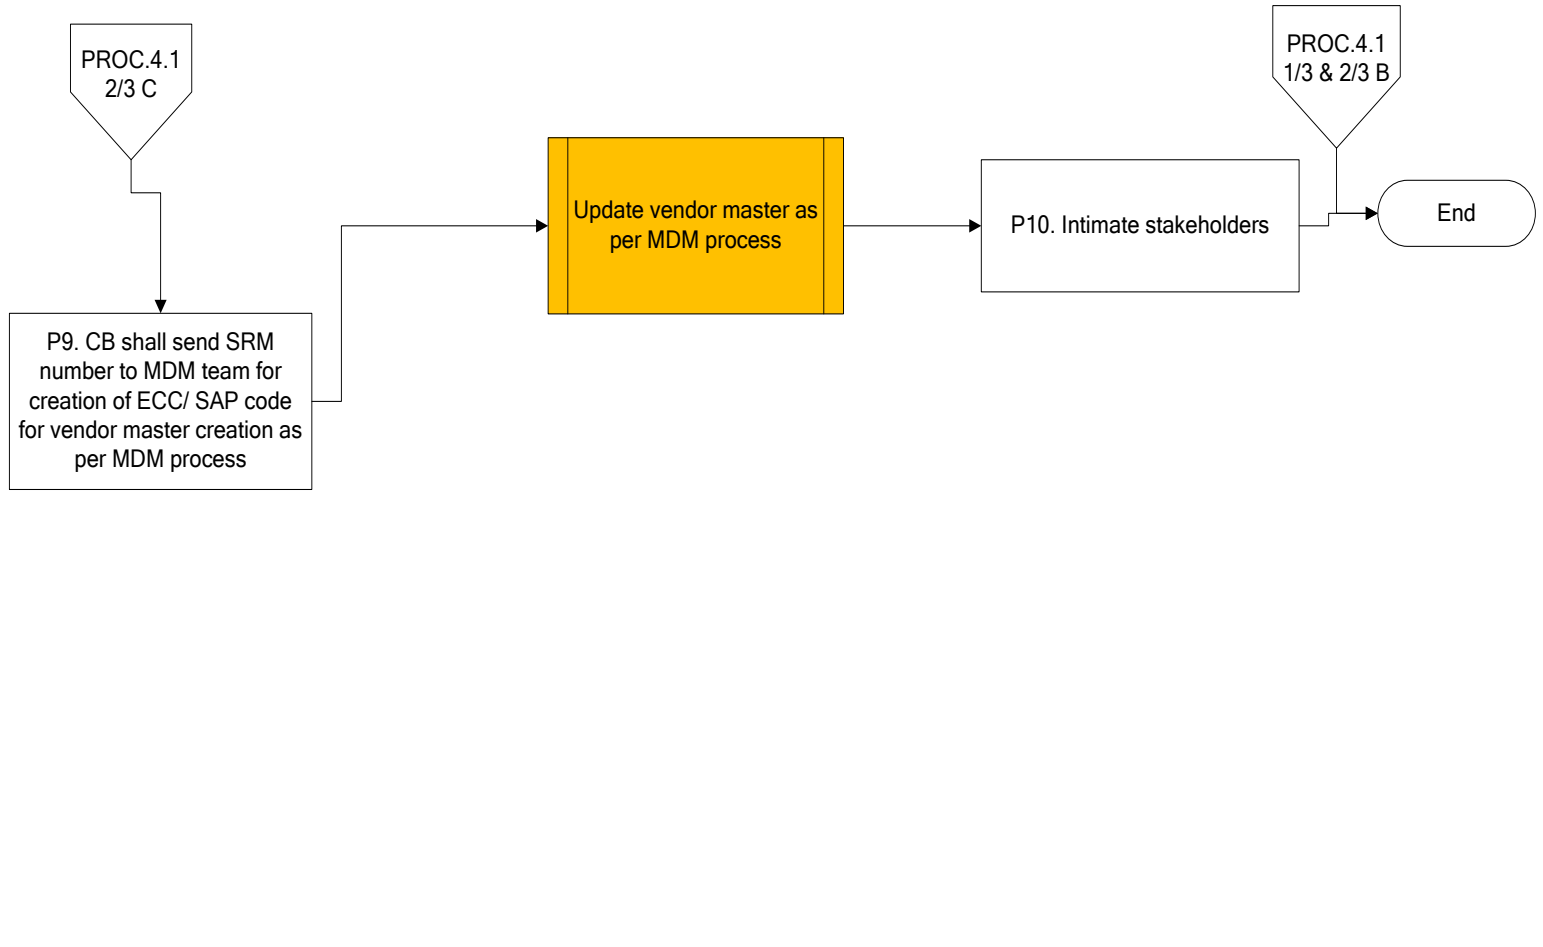 PROC.4.1
2/3 C
PROC.4.1
1/3 & 2/3 B
Update vendor master as
per MDM process
P10. Intimate stakeholders
End
P9. CB shall send SRM
number to MDM team for
creation of ECC/ SAP code
for vendor master creation as
per MDM process